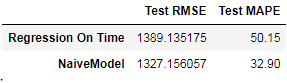 Test RMSE Test MAPE
Regression On Time 1389.135175 50.15
NaiveModel 1327.156057 32.90
.